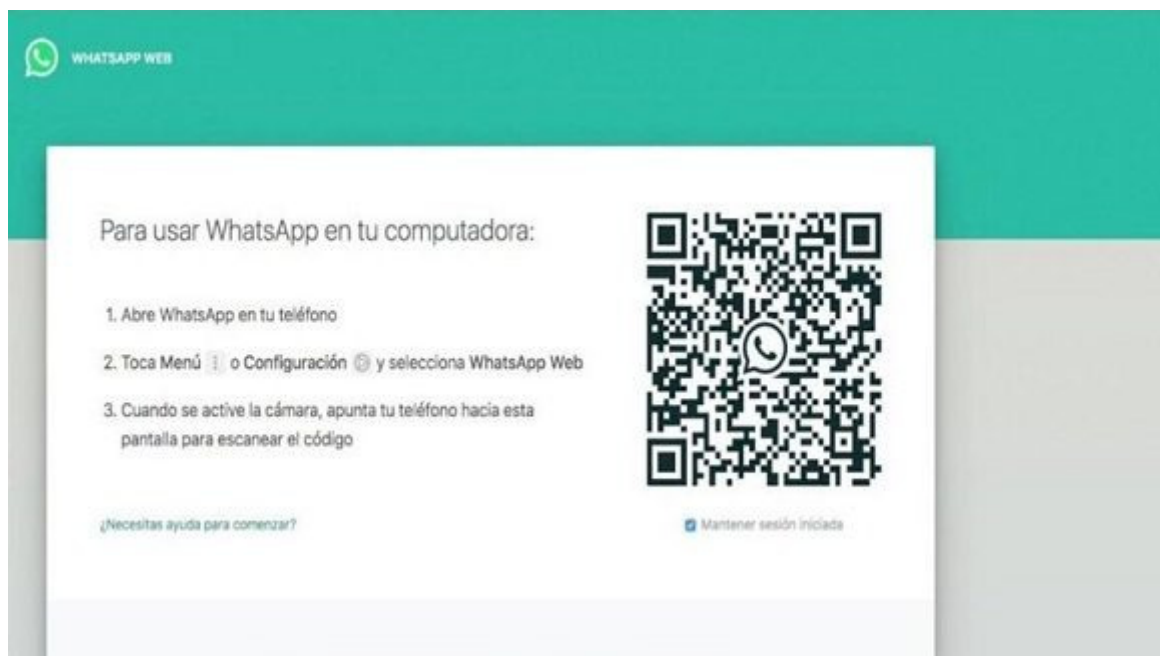 WHATSAPP WEB
Para usar WhatsApp en tu computadora:
1. Abre WhatsApp en tu teléfono
2. Toca Menú o Configuración y selecciona WhatsApp Web
3. Cuando se active la cámara, apunta tu teléfono hacia esta
pantalla para escanear el código
¿Necesitas ayuda para comenzar?
Mantener sesión iniciada